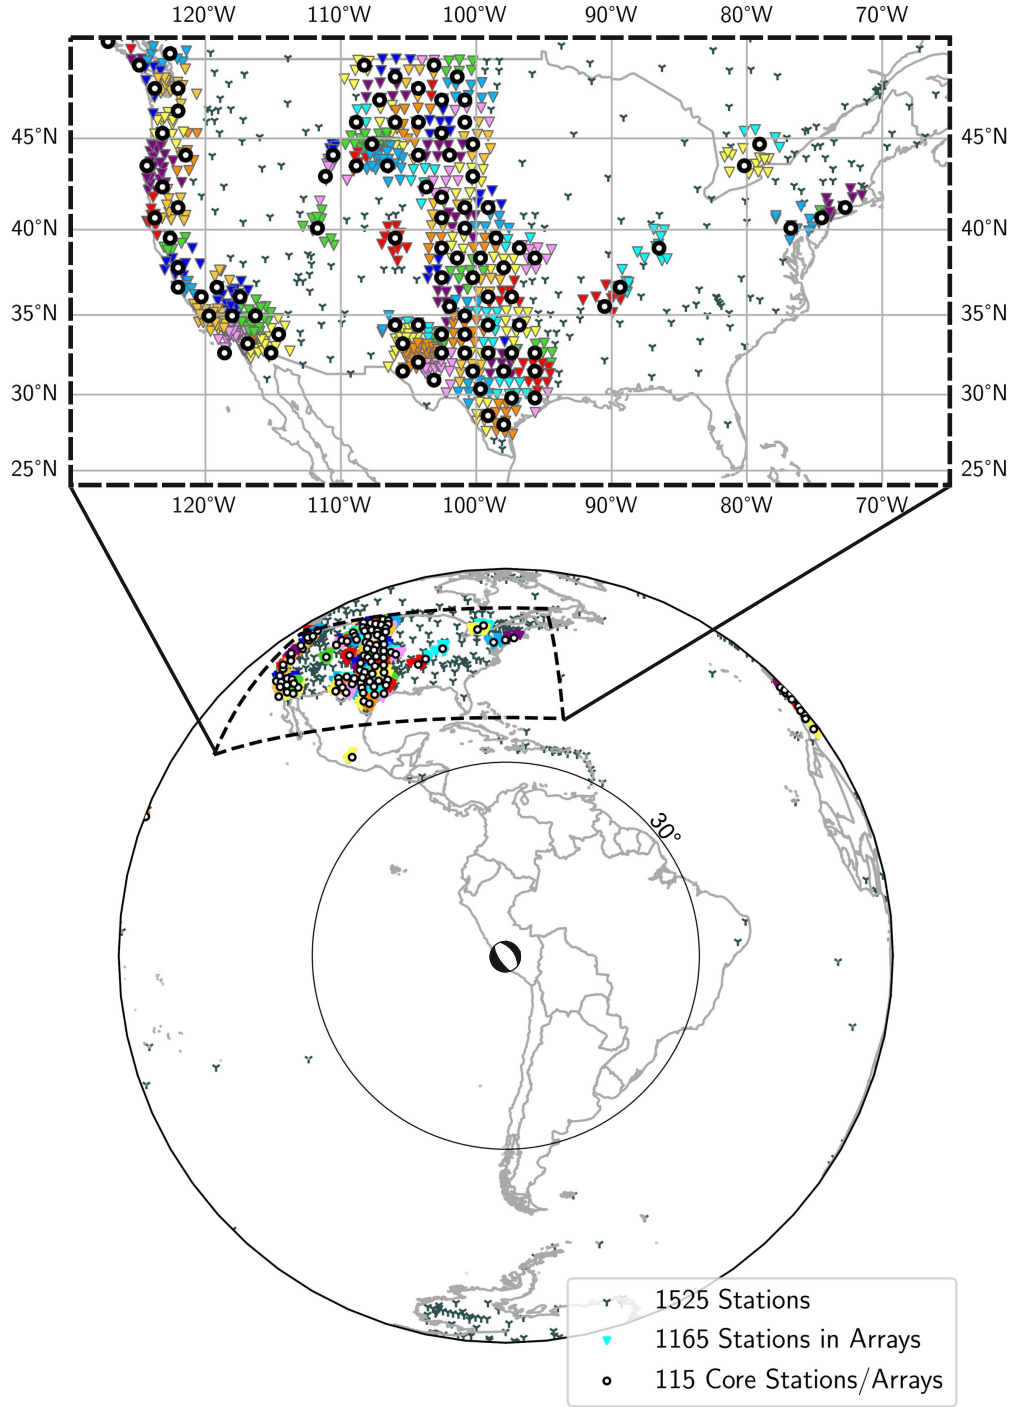 120°W 110°W 100°W 90°W 80°W 70°W
45°N 45°N
40°N 40°N
35°N 35°N
30°N 30°N
25°N 25°N
120°W 110°W 100°W 90°W 80°W 70°W
30°
1525 Stations
1165 Stations in Arrays
115 Core Stations/Arrays